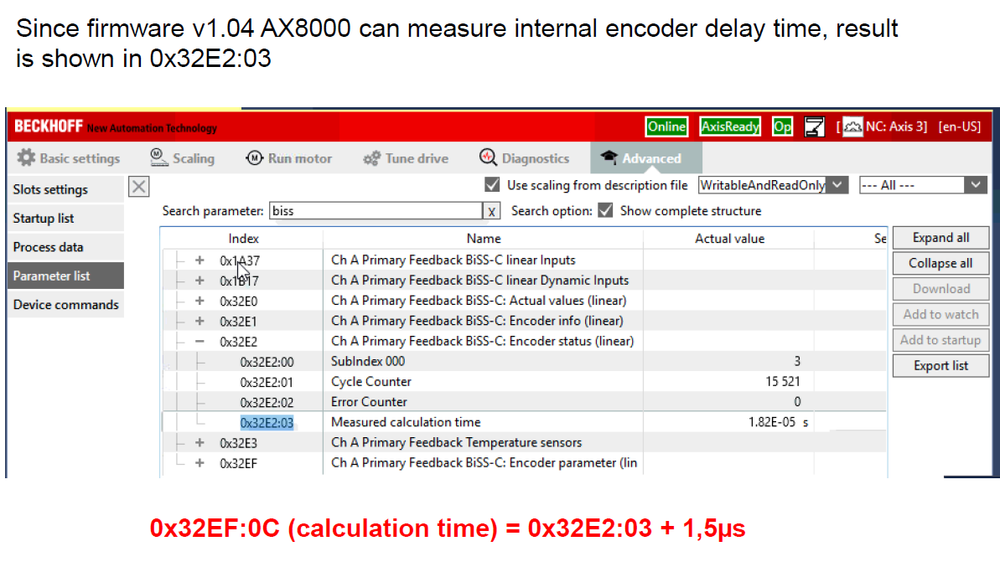 Since firmware v1.04 AX8000 can measure internal encoder delay time, result
is shown in 0x32E2:03
BECKHOFF New Automation Technology
Online AxisReady Op [ NC: Axis 3] [en-US]
Basic settings Scaling Run motor Tune drive Diagnostics Advanced
Slots settings
Startup list
Process data
Parameter list
Device commands
Use scaling from description file WritableAndReadOnly --- All ---
Search parameter: biss x Search option: Show complete structure
Index Name Actual value Se
0x1A37 Ch A Primary Feedback BiSS-C linear Inputs
0x1B17 Ch A Primary Feedback BiSS-C linear Dynamic Inputs
0x32E0 Ch A Primary Feedback BiSS-C: Actual values (linear)
0x32E1 Ch A Primary Feedback BiSS-C: Encoder info (linear)
0x32E2 Ch A Primary Feedback BiSS-C: Encoder status (linear)
0x32E2:00 SubIndex 000 3
0x32E2:01 Cycle Counter 15 521
0x32E2:02 Error Counter 0
0x32E2:03 Measured calculation time 1.82E-05 s
0x32E3 Ch A Primary Feedback Temperature sensors
0x32EF Ch A Primary Feedback BiSS-C: Encoder parameter (lin
Expand all
Collapse all
Download
Add to watch
Add to startup
Export list
0x32EF:0C (calculation time) = 0x32E2:03 + 1,5µs